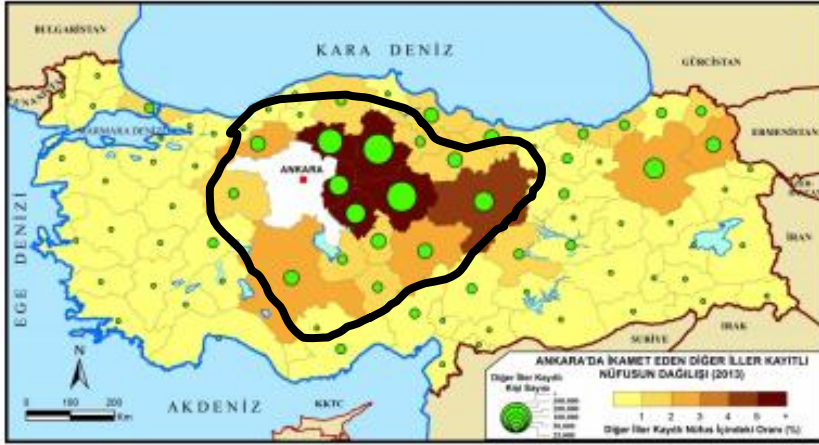 BULGARİSTAN
KARA DENİZ
GÜRCİSTAN
MARMARA DENİZİ
ERMENİSTAN
ANKARA
EGE DENİZİ
İRAN
N
SURİYE
IRAK
AKDENİZ
KKTC
0 100 200
Km
ANKARA'DA İKAMET EDEN DİĞER İLLER KAYITLI
NÜFUSUN DAĞILIŞI (2013)
Diğer İller Kayıtlı
Kişi Sayısı
1 2 3 4 5 +
Diğer İller Kayıtlı Nüfus İçindeki Oranı (%)